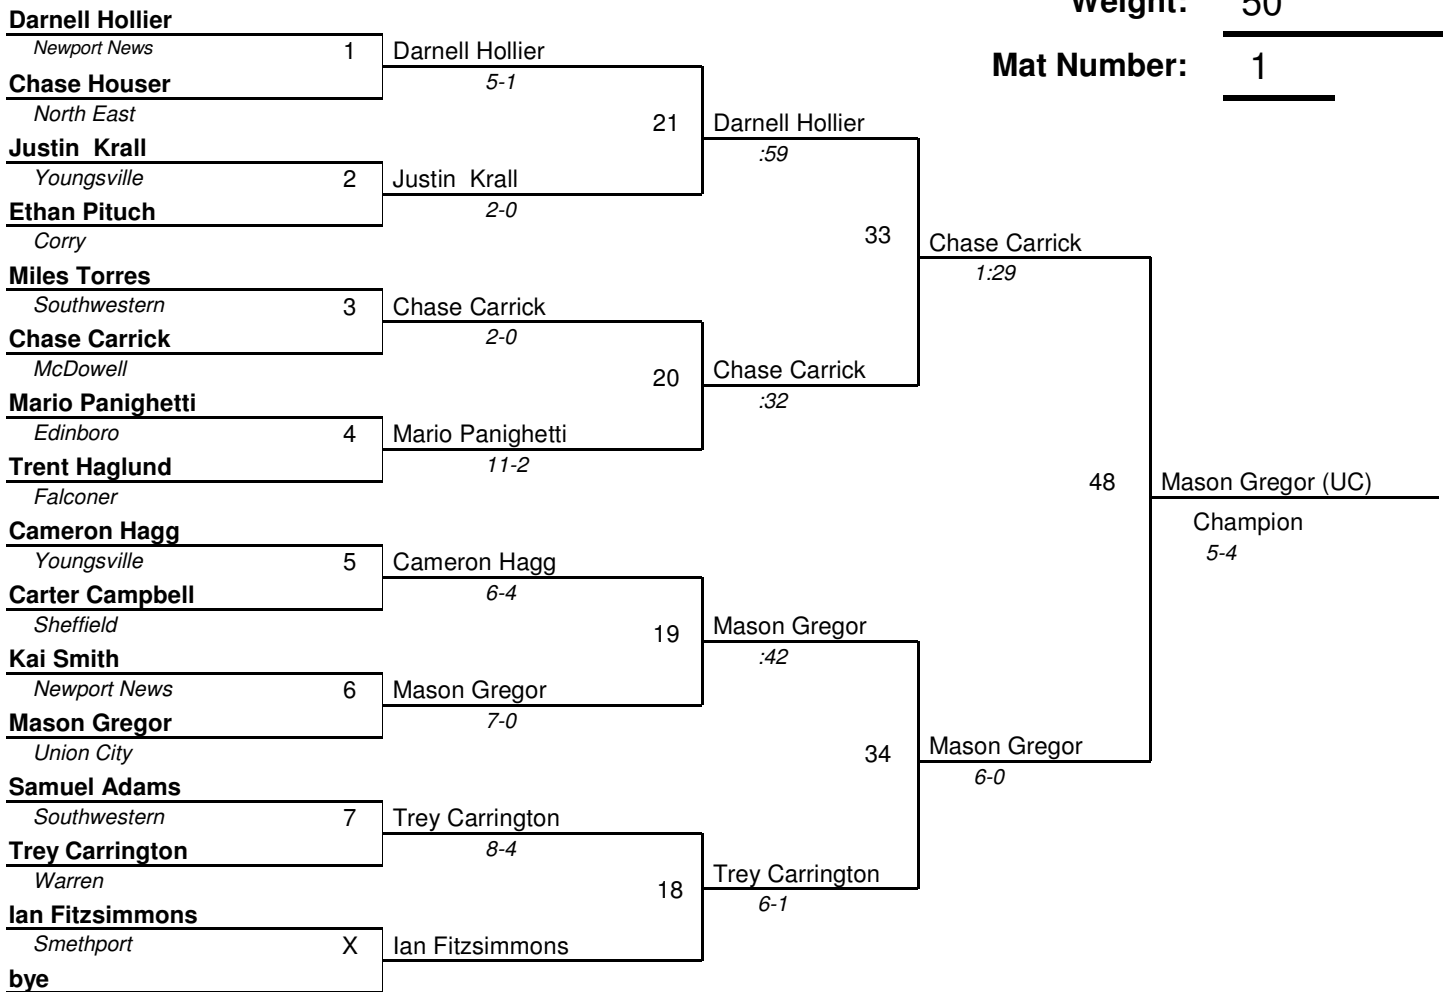 Weight: 50
Mat Number: 1
Darnell Hollier
Newport News 1 Darnell Hollier
Chase Houser 5-1
North East
21 Darnell Hollier
Justin Krall :59
Youngsville 2 Justin Krall
Ethan Pituch 2-0
Corry
33 Chase Carrick
Miles Torres 1:29
Southwestern 3 Chase Carrick
Chase Carrick 2-0
McDowell
20 Chase Carrick
Mario Panighetti :32
Edinboro 4 Mario Panighetti
Trent Haglund 11-2
Falconer
48 Mason Gregor (UC)
Champion
5-4
Cameron Hagg
Youngsville 5 Cameron Hagg
Carter Campbell 6-4
Sheffield
19 Mason Gregor
Kai Smith :42
Newport News 6 Mason Gregor
Mason Gregor 7-0
Union City
34 Mason Gregor
Samuel Adams 6-0
Southwestern 7 Trey Carrington
Trey Carrington 8-4
Warren
18 Trey Carrington
Ian Fitzsimmons 6-1
Smethport X Ian Fitzsimmons
bye